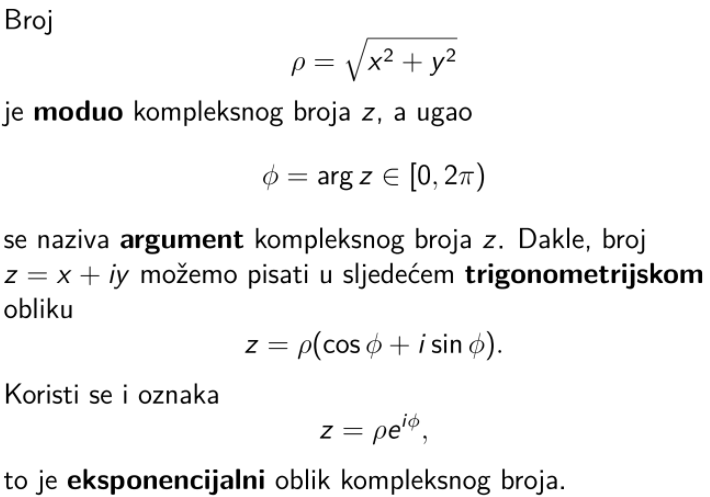 Broj
ρ = √(x² + y²)
je moduo kompleksnog broja z, a ugao
ϕ = arg z ∈ [0, 2π)
se naziva argument kompleksnog broja z. Dakle, broj
z = x + iy možemo pisati u sljedećem trigonometrijskom
obliku
z = ρ(cos ϕ + i sin ϕ).
Koristi se i oznaka
z = ρe^{iϕ},
to je eksponencijalni oblik kompleksnog broja.